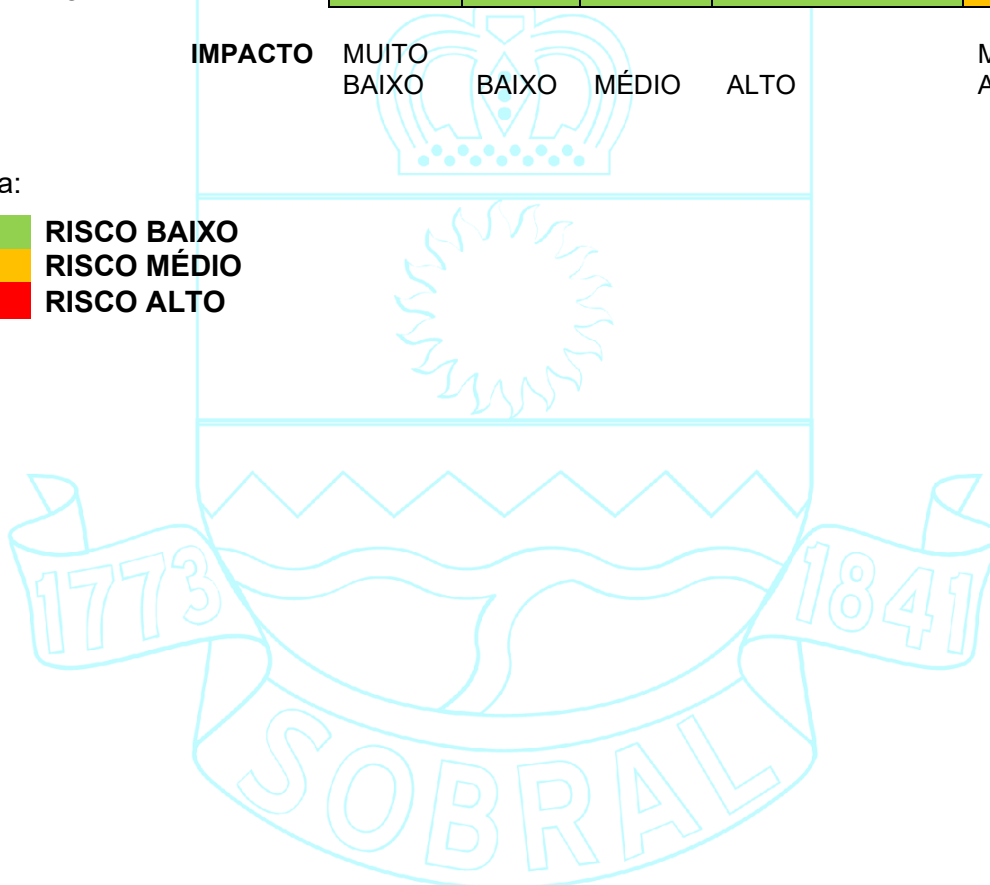 IMPACTO MUITO BAIXO BAIXO MÉDIO ALTO
a:
RISCO BAIXO
RISCO MÉDIO
RISCO ALTO
1773
1841
SOBRAL